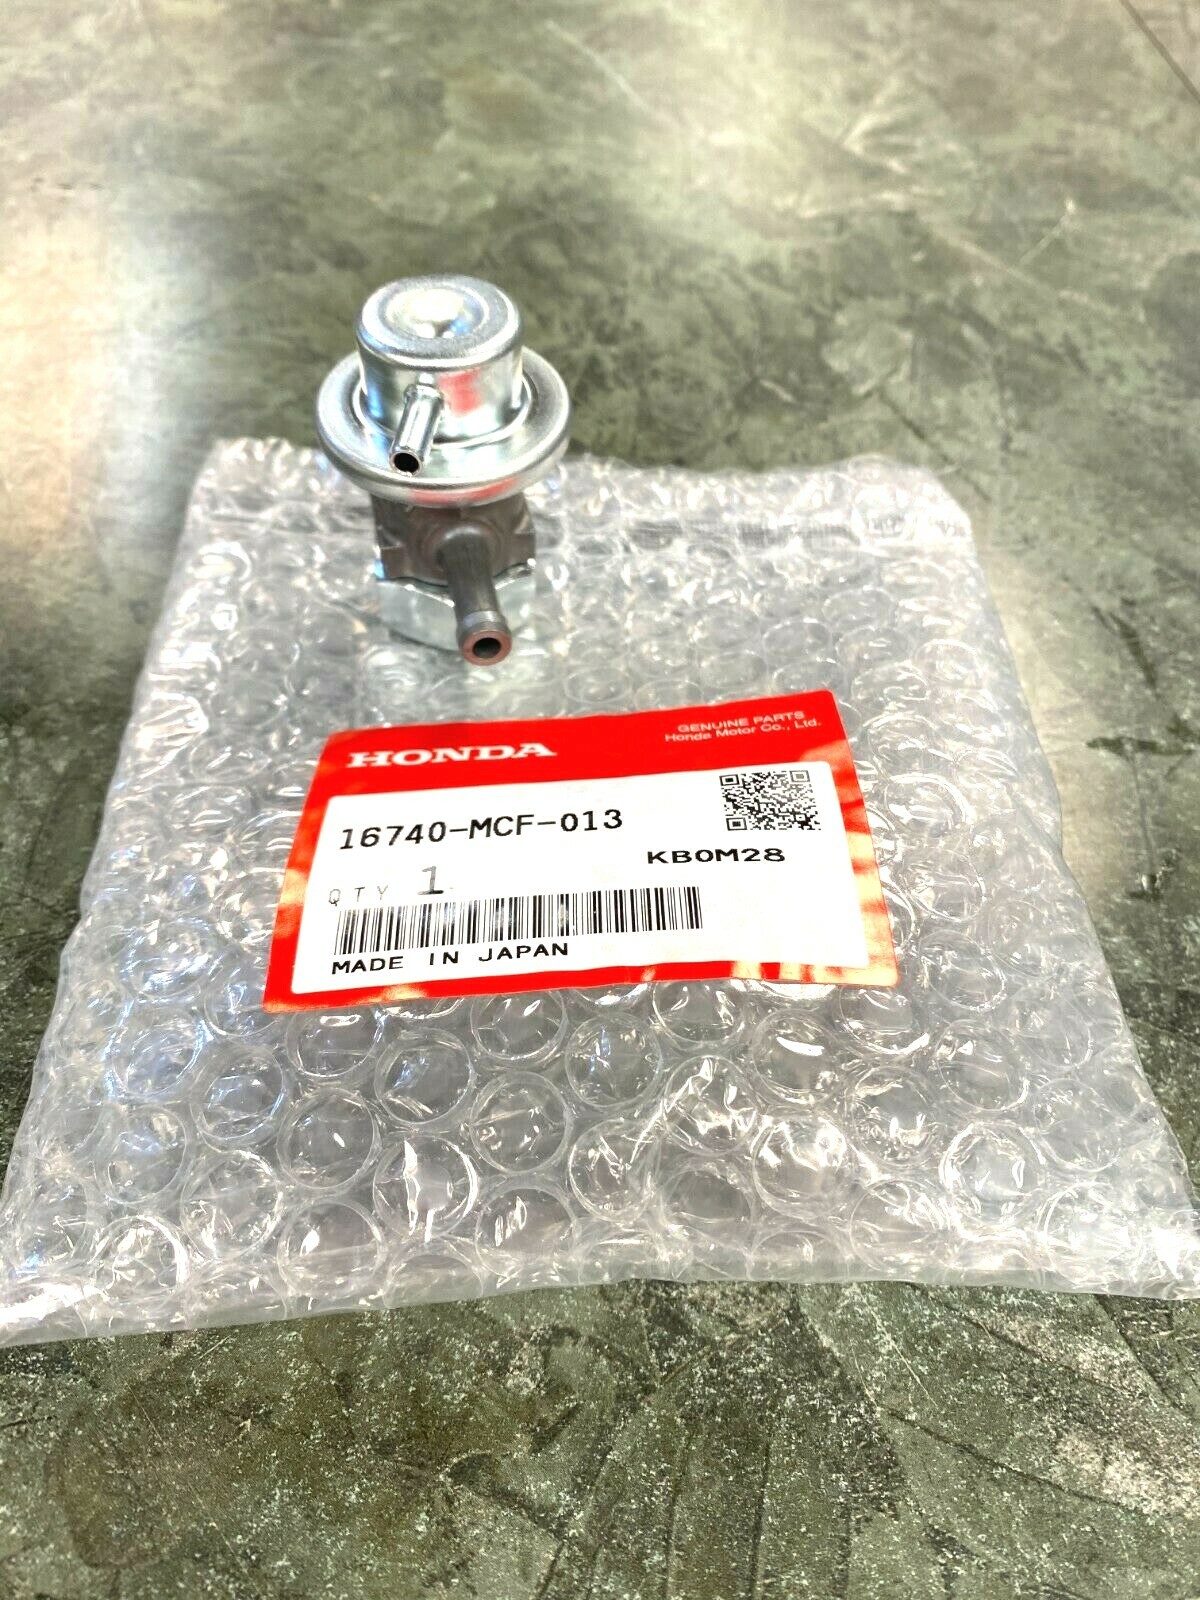 HONDA
GENUINE PARTS
Honda Motor Co., Ltd.
16740-MCF-013
KB0M28
QTY 1
MADE IN JAPAN